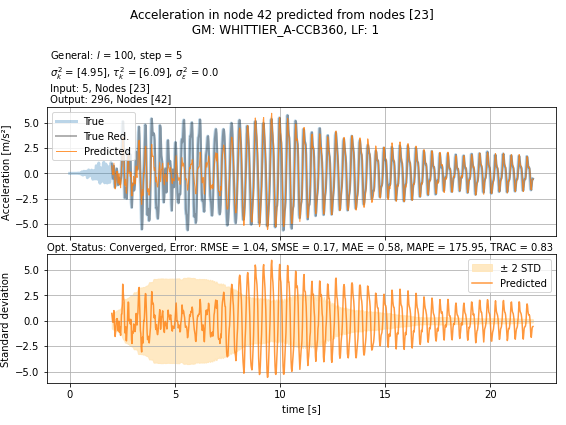 Acceleration in node 42 predicted from nodes [23]
GM: WHITTIER_A-CCB360, LF: 1
General: l = 100, step = 5
σ²ₖ = [4.95], τ²ₖ = [6.09], σ²ε = 0.0
Input: 5, Nodes [23]
Output: 296, Nodes [42]
Acceleration [m/s²]
5.0
2.5
0.0
−2.5
−5.0
True
True Red.
Predicted
Opt. Status: Converged, Error: RMSE = 1.04, SMSE = 0.17, MAE = 0.58, MAPE = 175.95, TRAC = 0.83
Standard deviation
5.0
2.5
0.0
−2.5
−5.0
± 2 STD
Predicted
0 5 10 15 20
time [s]